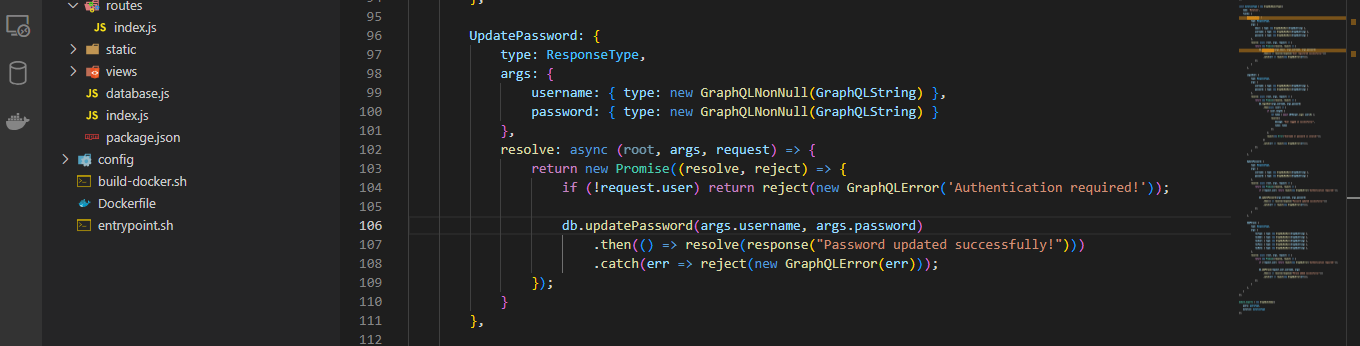 routes
JS index.js
static
views
JS database.js
JS index.js
package.json
config
build-docker.sh
Dockerfile
entrypoint.sh
95
96 UpdatePassword: {
97 type: ResponseType,
98 args: {
99 username: { type: new GraphQLNonNull(GraphQLString) },
100 password: { type: new GraphQLNonNull(GraphQLString) }
101 },
102 resolve: async (root, args, request) => {
103 return new Promise((resolve, reject) => {
104 if (!request.user) return reject(new GraphQLError('Authentication required!'));
105
106 db.updatePassword(args.username, args.password)
107 .then(() => resolve(response("Password updated successfully!")))
108 .catch(err => reject(new GraphQLError(err)));
109 });
110 }
111 },
112